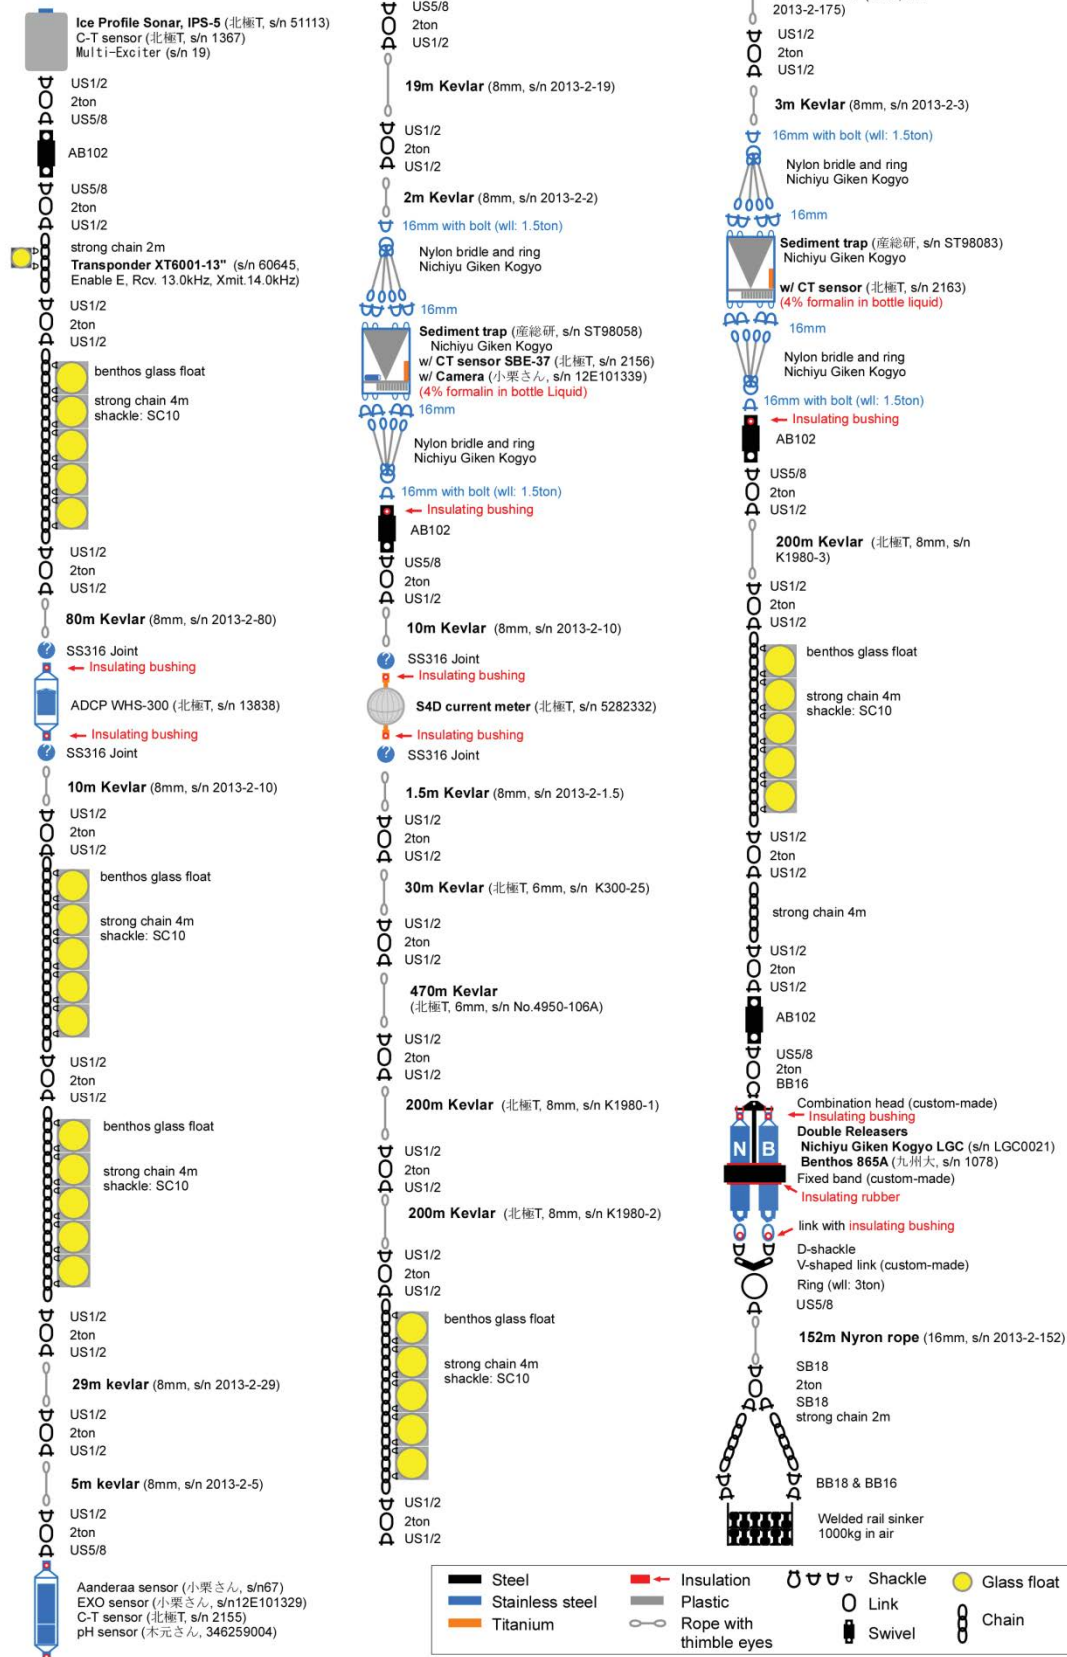 Ice Profile Sonar, IPS-5 (北極T, s/n 51113)
C-T sensor (北極T, s/n 1367)
Multi-Exciter (s/n 19)
US1/2
2ton
US5/8
AB102
US5/8
2ton
US1/2
strong chain 2m
Transponder XT6001-13" (s/n 60645,
Enable E, Rcv. 13.0kHz, Xmit.14.0kHz)
US1/2
2ton
US1/2
benthos glass float
strong chain 4m
shackle: SC10
US1/2
2ton
US1/2
80m Kevlar (8mm, s/n 2013-2-80)
? SS316 Joint
Insulating bushing
ADCP WHS-300 (北極T, s/n 13838)
Insulating bushing
? SS316 Joint
10m Kevlar (8mm, s/n 2013-2-10)
US1/2
2ton
US1/2
benthos glass float
strong chain 4m
shackle: SC10
US1/2
2ton
US1/2
benthos glass float
strong chain 4m
shackle: SC10
US1/2
2ton
US1/2
29m kevlar (8mm, s/n 2013-2-29)
US1/2
2ton
US1/2
5m kevlar (8mm, s/n 2013-2-5)
US1/2
2ton
US5/8
Aanderaa sensor (小栗さん, s/n67)
EXO sensor (小栗さん, s/n12E101329)
C-T sensor (北極T, s/n 2155)
pH sensor (木元さん, 346259004)
US5/8
2ton
US1/2
19m Kevlar (8mm, s/n 2013-2-19)
US1/2
2ton
US1/2
2m Kevlar (8mm, s/n 2013-2-2)
16mm with bolt (wll: 1.5ton)
Nylon bridle and ring
Nichiyu Giken Kogyo
16mm
Sediment trap (産総研, s/n ST98058)
Nichiyu Giken Kogyo
w/ CT sensor SBE-37 (北極T, s/n 2156)
w/ Camera (小栗さん, s/n 12E101339)
(4% formalin in bottle Liquid)
16mm
Nylon bridle and ring
Nichiyu Giken Kogyo
16mm with bolt (wll: 1.5ton)
Insulating bushing
AB102
US5/8
2ton
US1/2
10m Kevlar (8mm, s/n 2013-2-10)
? SS316 Joint
Insulating bushing
S4D current meter (北極T, s/n 5282332)
Insulating bushing
? SS316 Joint
1.5m Kevlar (8mm, s/n 2013-2-1.5)
US1/2
2ton
US1/2
30m Kevlar (北極T, 6mm, s/n K300-25)
US1/2
2ton
US1/2
470m Kevlar
(北極T, 6mm, s/n No.4950-106A)
US1/2
2ton
US1/2
200m Kevlar (北極T, 8mm, s/n K1980-1)
US1/2
2ton
US1/2
200m Kevlar (北極T, 8mm, s/n K1980-2)
US1/2
2ton
US1/2
benthos glass float
strong chain 4m
shackle: SC10
US1/2
2ton
US1/2
2013-2-175)
US1/2
2ton
US1/2
3m Kevlar (8mm, s/n 2013-2-3)
16mm with bolt (wll: 1.5ton)
Nylon bridle and ring
Nichiyu Giken Kogyo
16mm
Sediment trap (産総研, s/n ST98083)
Nichiyu Giken Kogyo
w/ CT sensor (北極T, s/n 2163)
(4% formalin in bottle liquid)
16mm
Nylon bridle and ring
Nichiyu Giken Kogyo
16mm with bolt (wll: 1.5ton)
Insulating bushing
AB102
US5/8
2ton
US1/2
200m Kevlar (北極T, 8mm, s/n
K1980-3)
US1/2
2ton
US1/2
benthos glass float
strong chain 4m
shackle: SC10
US1/2
2ton
US1/2
strong chain 4m
US1/2
2ton
US1/2
AB102
US5/8
2ton
BB16
Combination head (custom-made)
Insulating bushing
Double Releasers
N B Nichiyu Giken Kogyo LGC (s/n LGC0021)
Benthos 865A (九州大, s/n 1078)
Fixed band (custom-made)
Insulating rubber
link with insulating bushing
D-shackle
V-shaped link (custom-made)
Ring (wll: 3ton)
US5/8
152m Nyron rope (16mm, s/n 2013-2-152)
SB18
2ton
SB18
strong chain 2m
BB18 & BB16
Welded rail sinker
1000kg in air
Steel
Stainless steel
Titanium
Insulation
Plastic
Rope with
thimble eyes
Shackle
Link
Swivel
Glass float
Chain